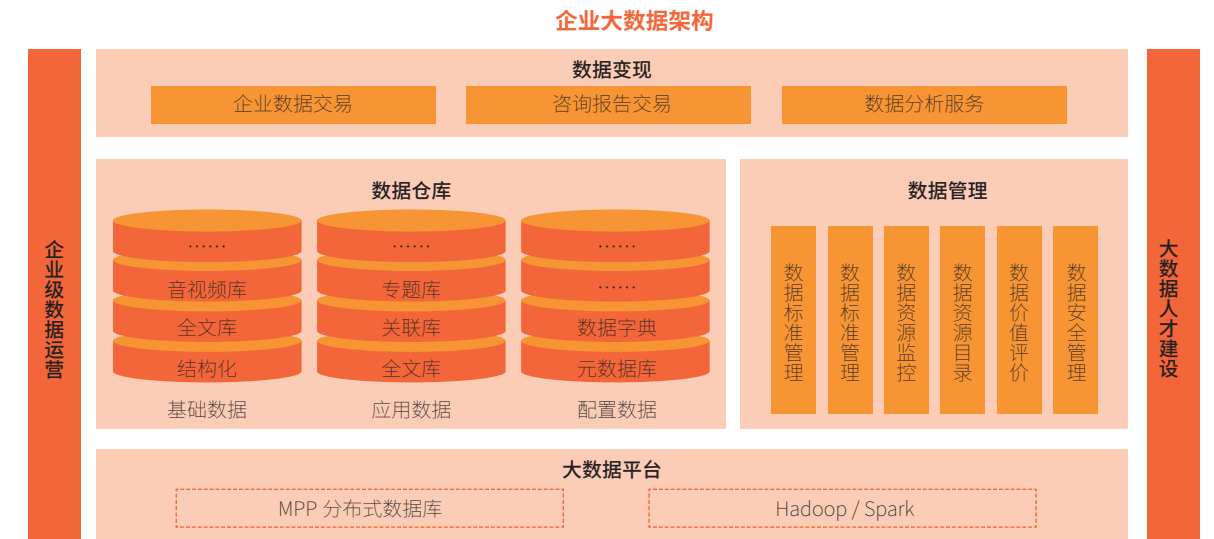 企业大数据架构
企业级数据运营
数据变现
企业数据交易
咨询报告交易
数据分析服务
数据仓库
……
音视频库
全文库
结构化
基础数据
……
专题库
关联库
全文库
应用数据
……
……
数据字典
元数据库
配置数据
数据管理
数据标准管理
数据标准管理
数据资源监控
数据资源目录
数据价值评价
数据安全管理
大数据平台
MPP 分布式数据库
Hadoop / Spark
大数据人才建设